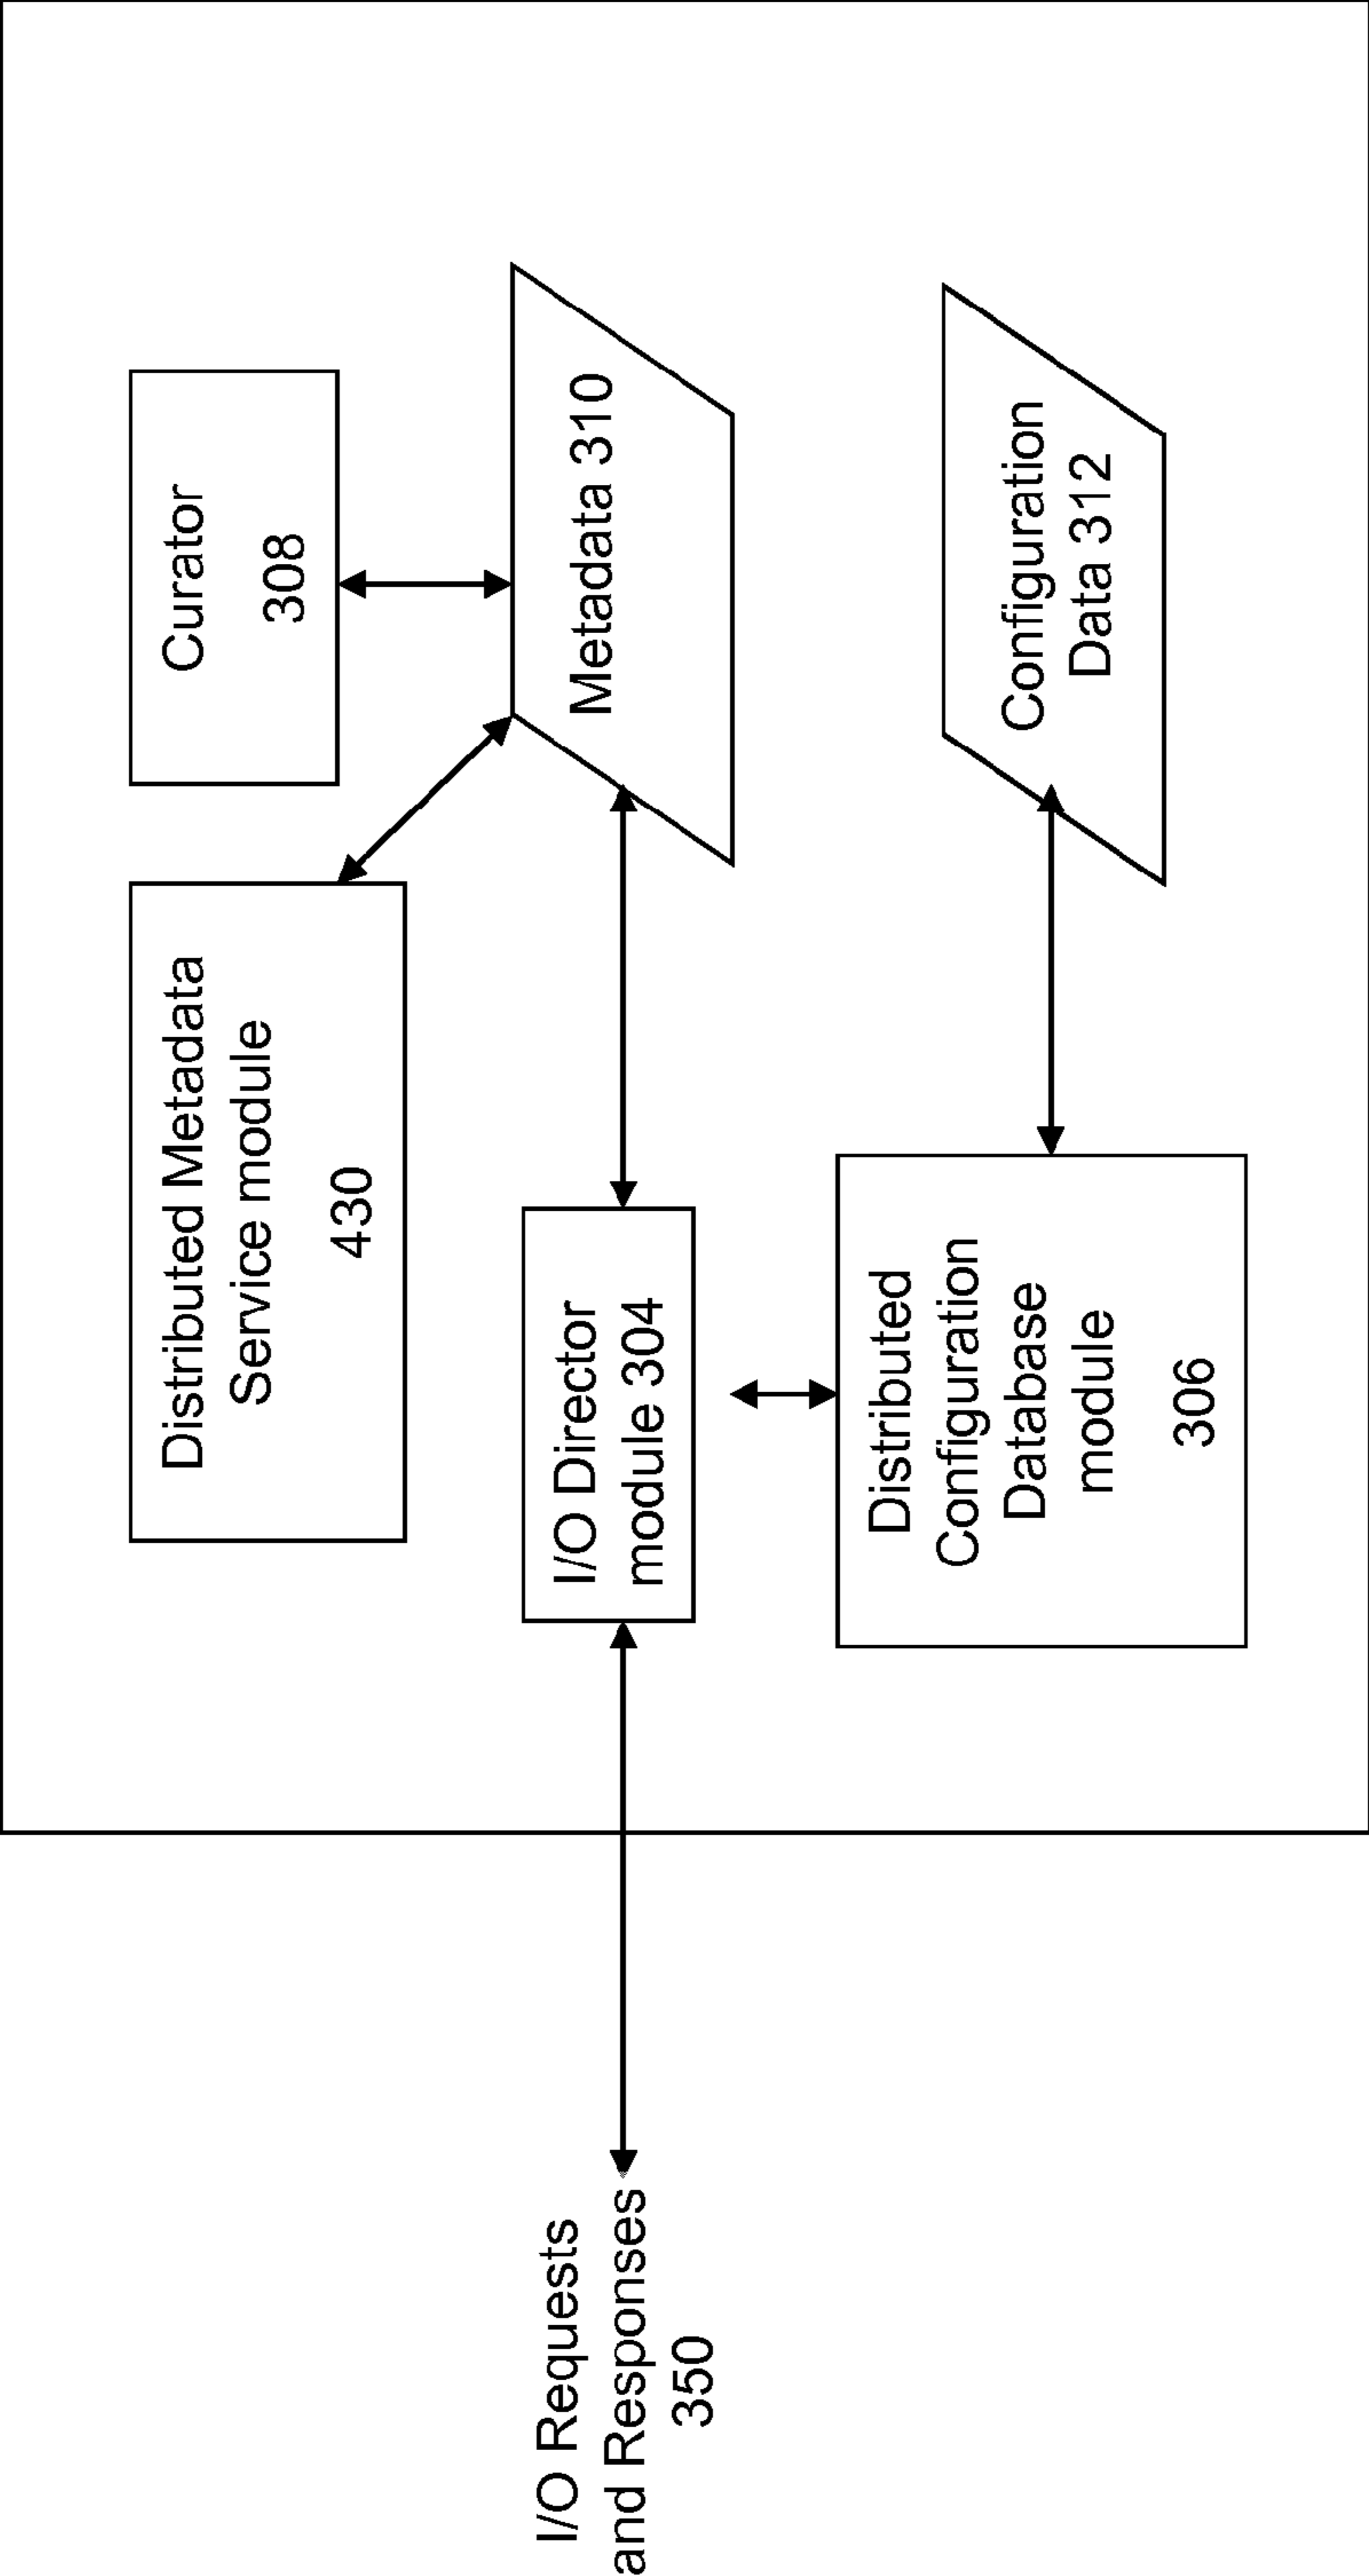 Distributed Metadata
Service module
430
Curator
308
I/O Requests
and Responses
350
I/O Director
module 304
Metadata 310
Distributed
Configuration
Database
module
306
Configuration
Data 312